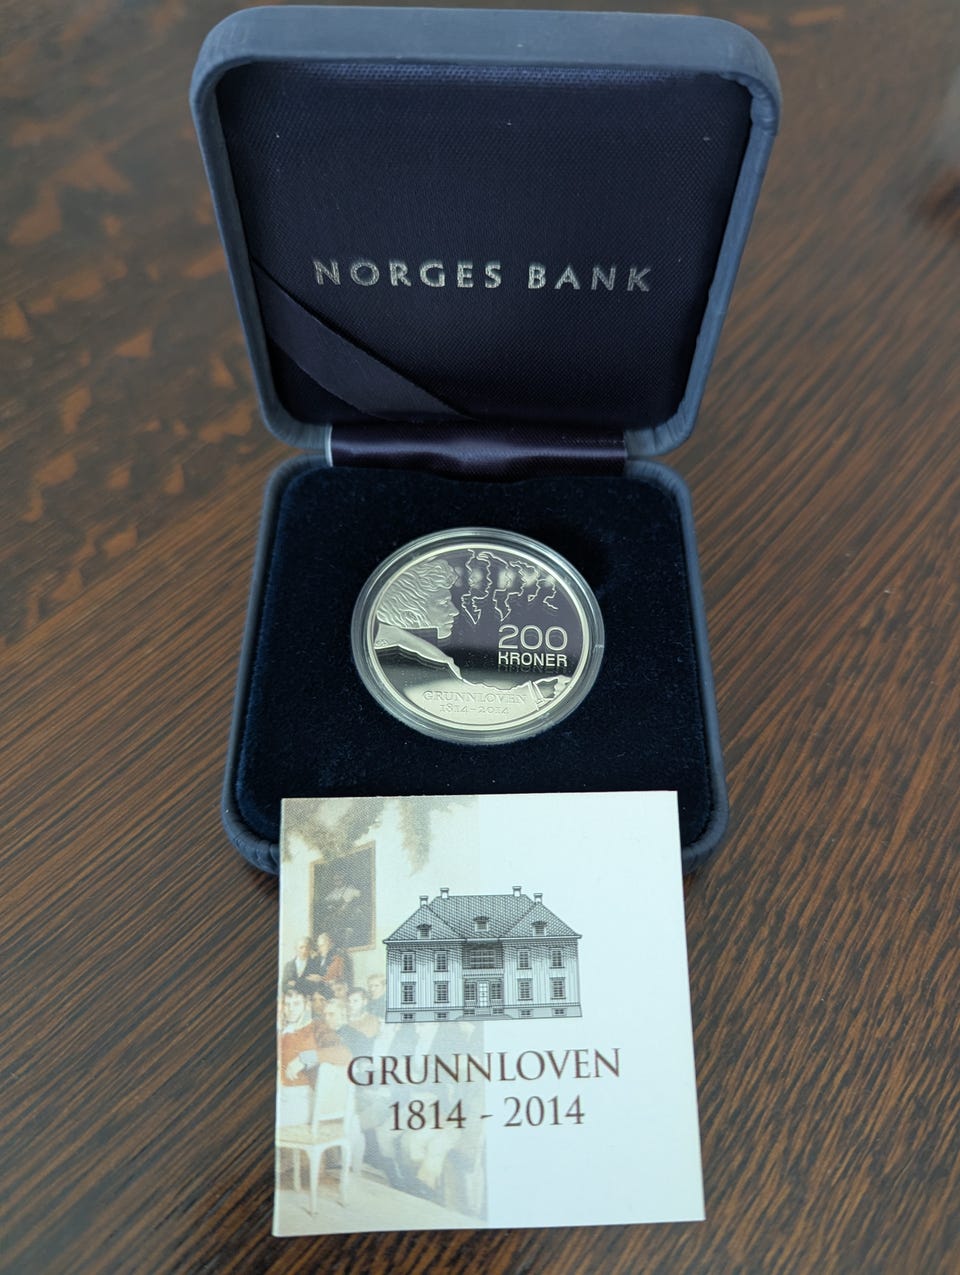 NORGES BANK
200
KRONER
GRUNNLOVEN
1814-2014
GRUNNLOVEN
1814 - 2014